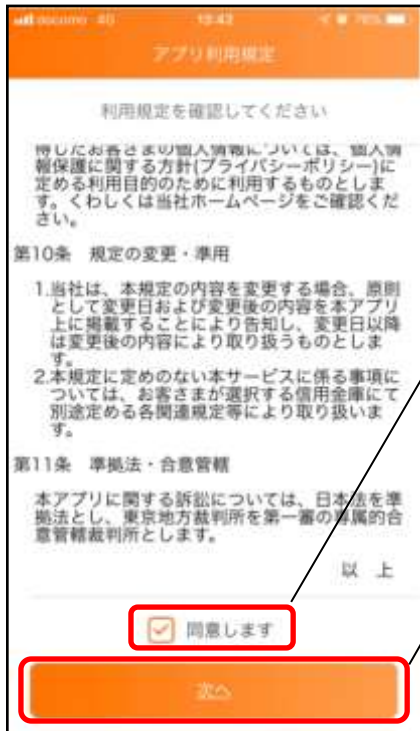 docomo 4G 10:43 76%
アプリ利用規定
利用規定を確認してください
得したお客さまの個人情報については、個人情
報保護に関する方針(プライバシーポリシー)に
定める利用目的のために利用するものとしま
す。くわしくは当社ホームページをご確認くだ
さい。
第10条 規定の変更・準用
1.当社は、本規定の内容を変更する場合、原則
として変更日および変更後の内容を本アプリ
上に掲載することにより告知し、変更日以降
は変更後の内容により取り扱うものとしま
す。
2.本規定に定めのない本サービスに係る事項に
ついては、お客さまが選択する信用金庫にて
別途定める各関連規定等により取り扱いま
す。
第11条 準拠法・合意管轄
本アプリに関する訴訟については、日本法を準
拠法とし、東京地方裁判所を第一審の専属的合
意管轄裁判所とします。
以 上
同意します
次へ